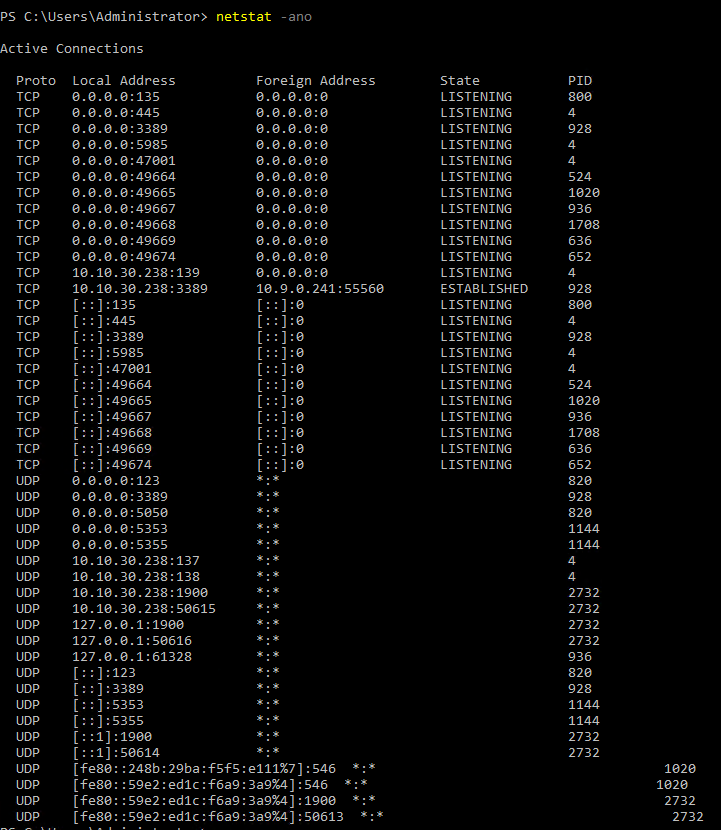 PS C:\Users\Administrator> netstat -ano
Active Connections
Proto Local Address Foreign Address State PID
TCP 0.0.0.0:135 0.0.0.0:0 LISTENING 800
TCP 0.0.0.0:445 0.0.0.0:0 LISTENING 4
TCP 0.0.0.0:3389 0.0.0.0:0 LISTENING 928
TCP 0.0.0.0:5985 0.0.0.0:0 LISTENING 4
TCP 0.0.0.0:47001 0.0.0.0:0 LISTENING 4
TCP 0.0.0.0:49664 0.0.0.0:0 LISTENING 524
TCP 0.0.0.0:49665 0.0.0.0:0 LISTENING 1020
TCP 0.0.0.0:49667 0.0.0.0:0 LISTENING 936
TCP 0.0.0.0:49668 0.0.0.0:0 LISTENING 1708
TCP 0.0.0.0:49669 0.0.0.0:0 LISTENING 636
TCP 0.0.0.0:49674 0.0.0.0:0 LISTENING 652
TCP 10.10.30.238:139 0.0.0.0:0 LISTENING 4
TCP 10.10.30.238:3389 10.9.0.241:55560 ESTABLISHED 928
TCP [::]:135 [::]:0 LISTENING 800
TCP [::]:445 [::]:0 LISTENING 4
TCP [::]:3389 [::]:0 LISTENING 928
TCP [::]:5985 [::]:0 LISTENING 4
TCP [::]:47001 [::]:0 LISTENING 4
TCP [::]:49664 [::]:0 LISTENING 524
TCP [::]:49665 [::]:0 LISTENING 1020
TCP [::]:49667 [::]:0 LISTENING 936
TCP [::]:49668 [::]:0 LISTENING 1708
TCP [::]:49669 [::]:0 LISTENING 636
TCP [::]:49674 [::]:0 LISTENING 652
UDP 0.0.0.0:123 *:* 820
UDP 0.0.0.0:3389 *:* 928
UDP 0.0.0.0:5050 *:* 820
UDP 0.0.0.0:5353 *:* 1144
UDP 0.0.0.0:5355 *:* 1144
UDP 10.10.30.238:137 *:* 4
UDP 10.10.30.238:138 *:* 4
UDP 10.10.30.238:1900 *:* 2732
UDP 10.10.30.238:50615 *:* 2732
UDP 127.0.0.1:1900 *:* 2732
UDP 127.0.0.1:50616 *:* 2732
UDP 127.0.0.1:61328 *:* 936
UDP [::]:123 *:* 820
UDP [::]:3389 *:* 928
UDP [::]:5353 *:* 1144
UDP [::]:5355 *:* 1144
UDP [::1]:1900 *:* 2732
UDP [::1]:50614 *:* 2732
UDP [fe80::248b:29ba:f5f5:e111%7]:546 *:* 1020
UDP [fe80::59e2:ed1c:f6a9:3a9%4]:546 *:* 1020
UDP [fe80::59e2:ed1c:f6a9:3a9%4]:1900 *:* 2732
UDP [fe80::59e2:ed1c:f6a9:3a9%4]:50613 *:* 2732